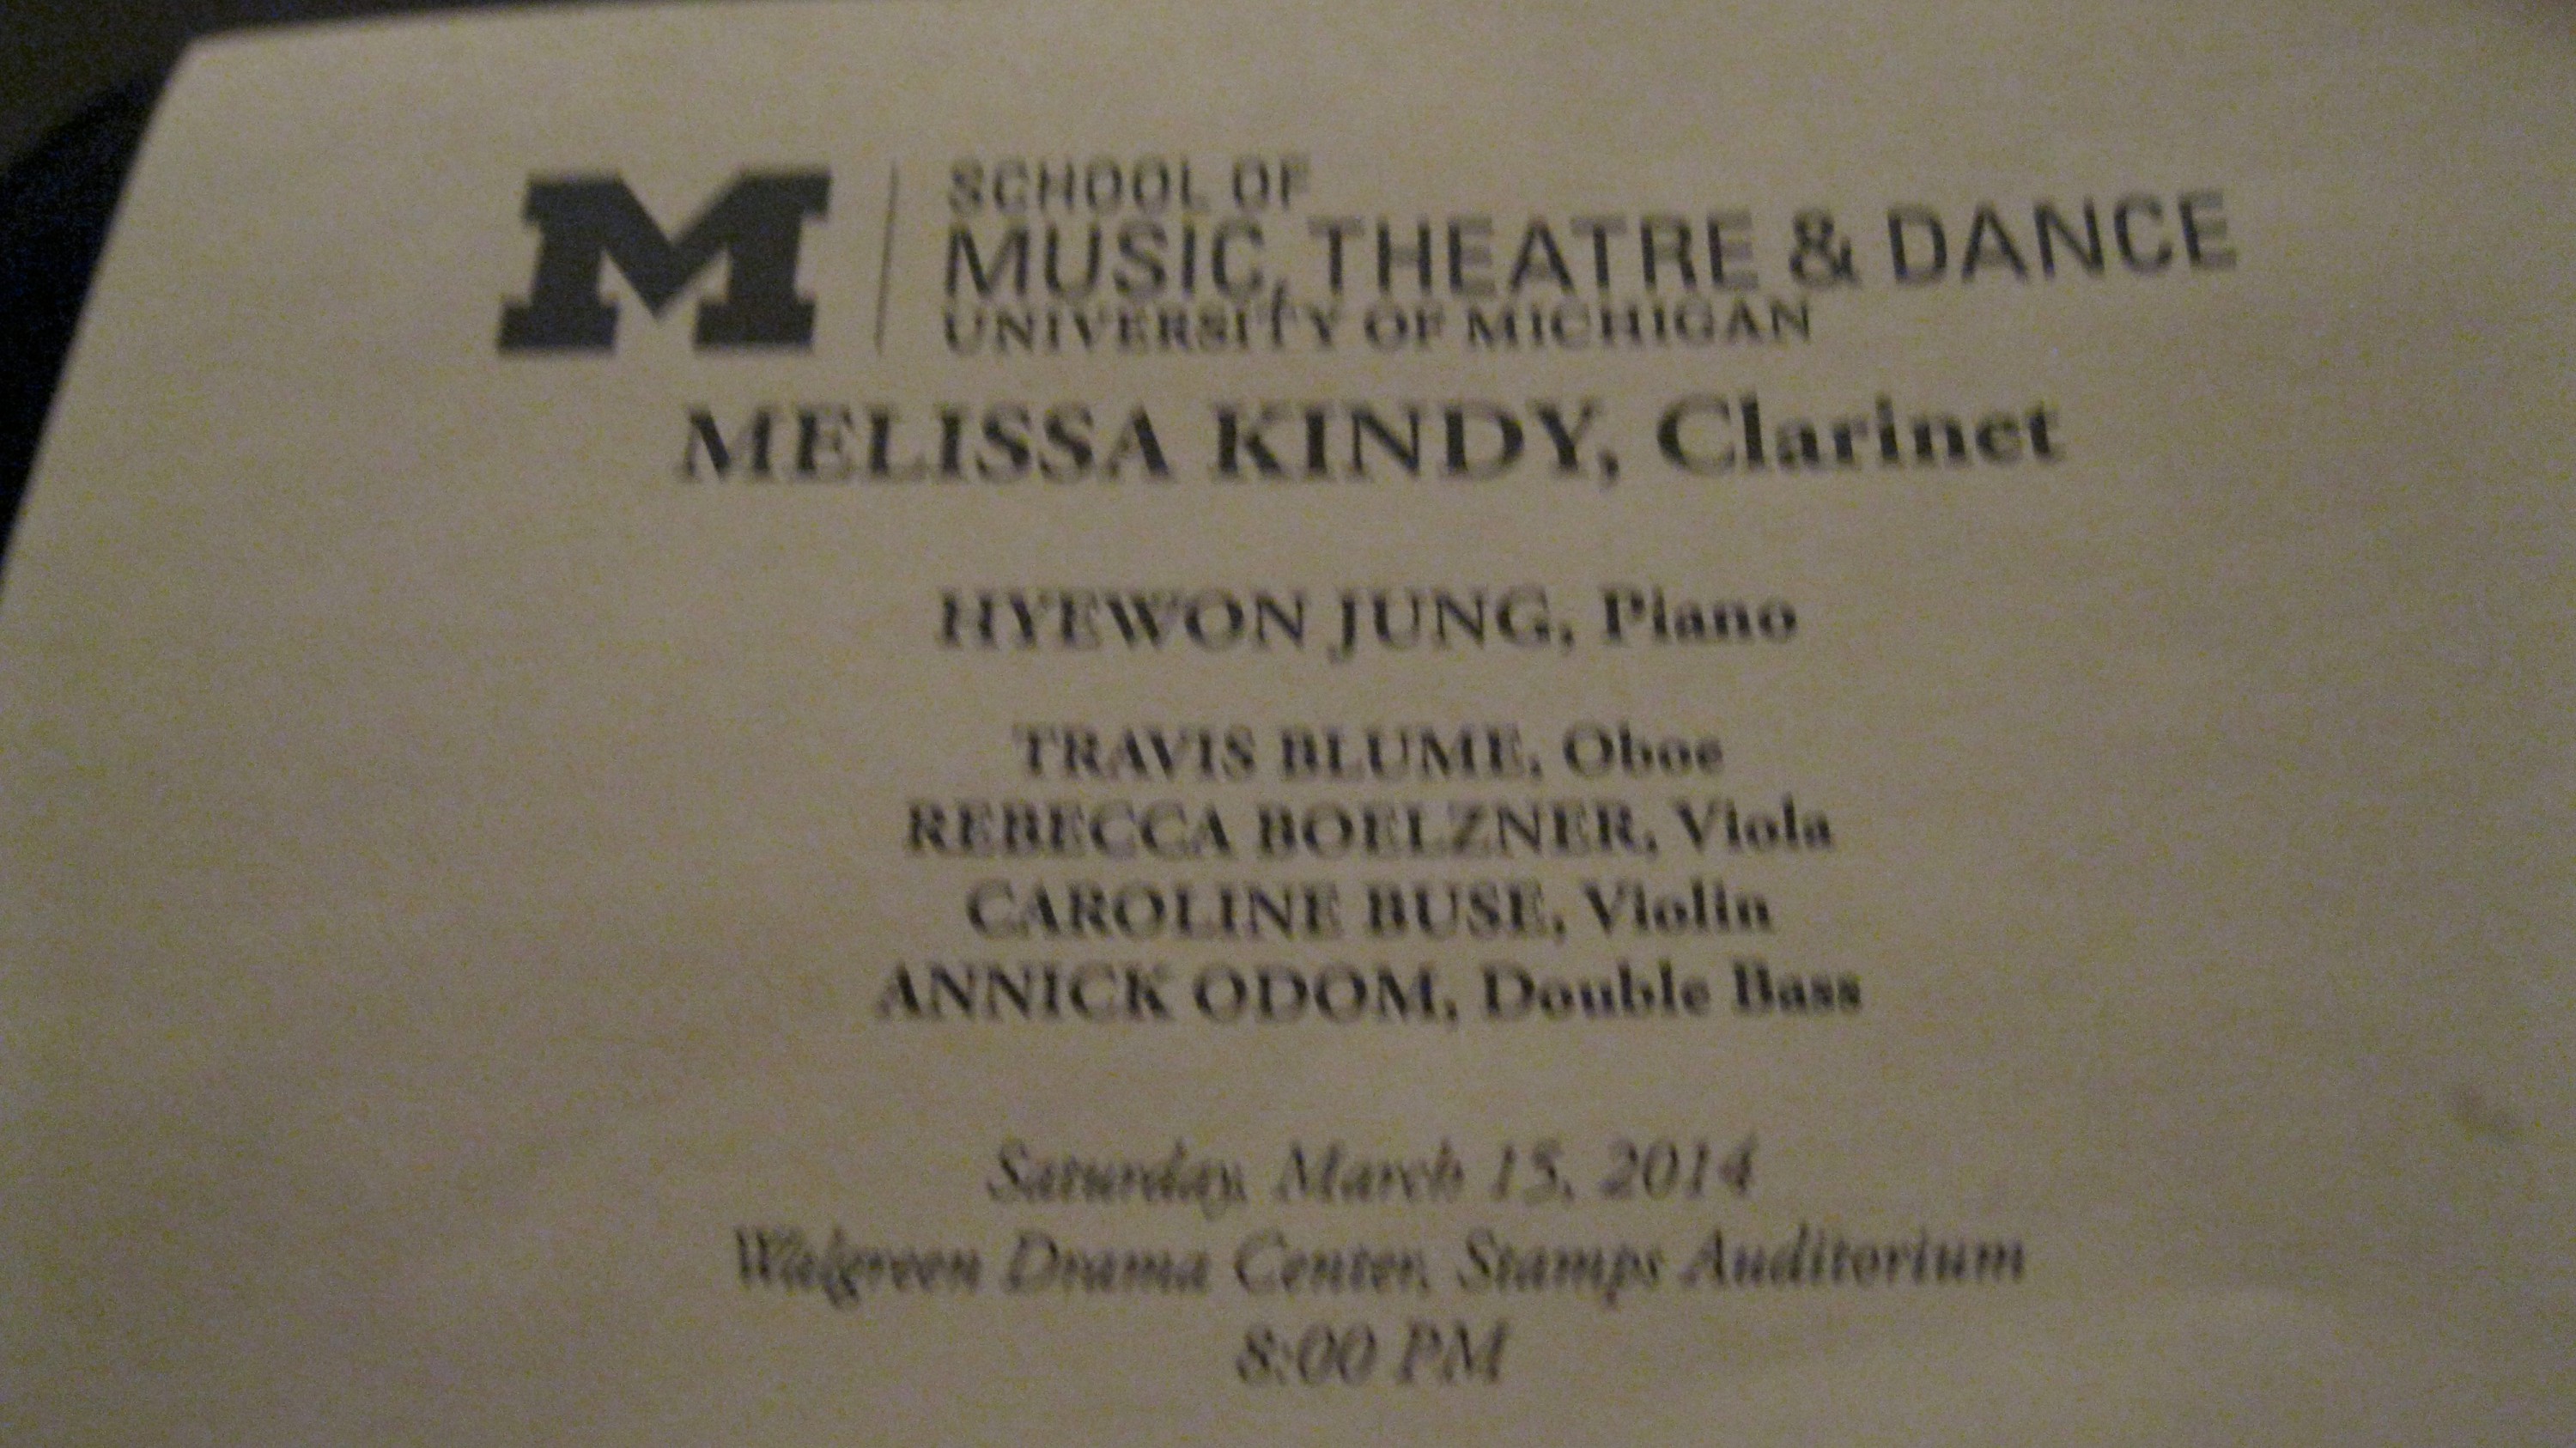 M
SCHOOL OF
MUSIC, THEATRE & DANCE
UNIVERSITY OF MICHIGAN
MELISSA KINDY, Clarinet
HYEWON JUNG, Piano
TRAVIS BLUME, Oboe
REBECCA BOELZNER, Viola
CAROLINE BUSE, Violin
ANNICK ODOM, Double Bass
Saturday, March 15, 2014
Walgreen Drama Center, Stamps Auditorium
8:00 PM